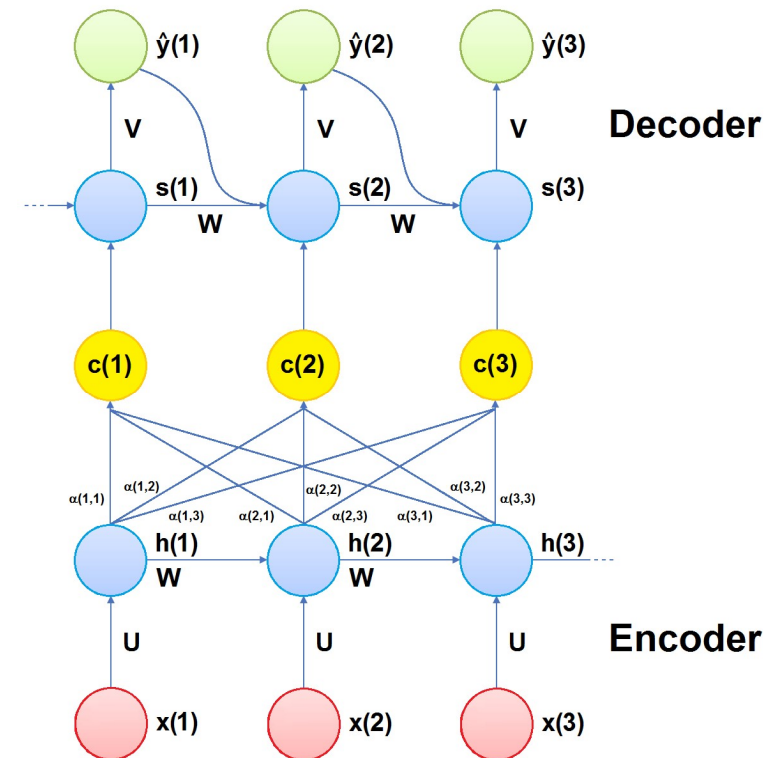 ŷ(1) ŷ(2) ŷ(3)
V V V Decoder
s(1) s(2) s(3)
W W
c(1) c(2) c(3)
α(1,1) α(1,2) α(2,2) α(3,2) α(3,3)
α(1,3) α(2,1) α(2,3) α(3,1)
h(1) h(2) h(3)
W W
U U U Encoder
x(1) x(2) x(3)